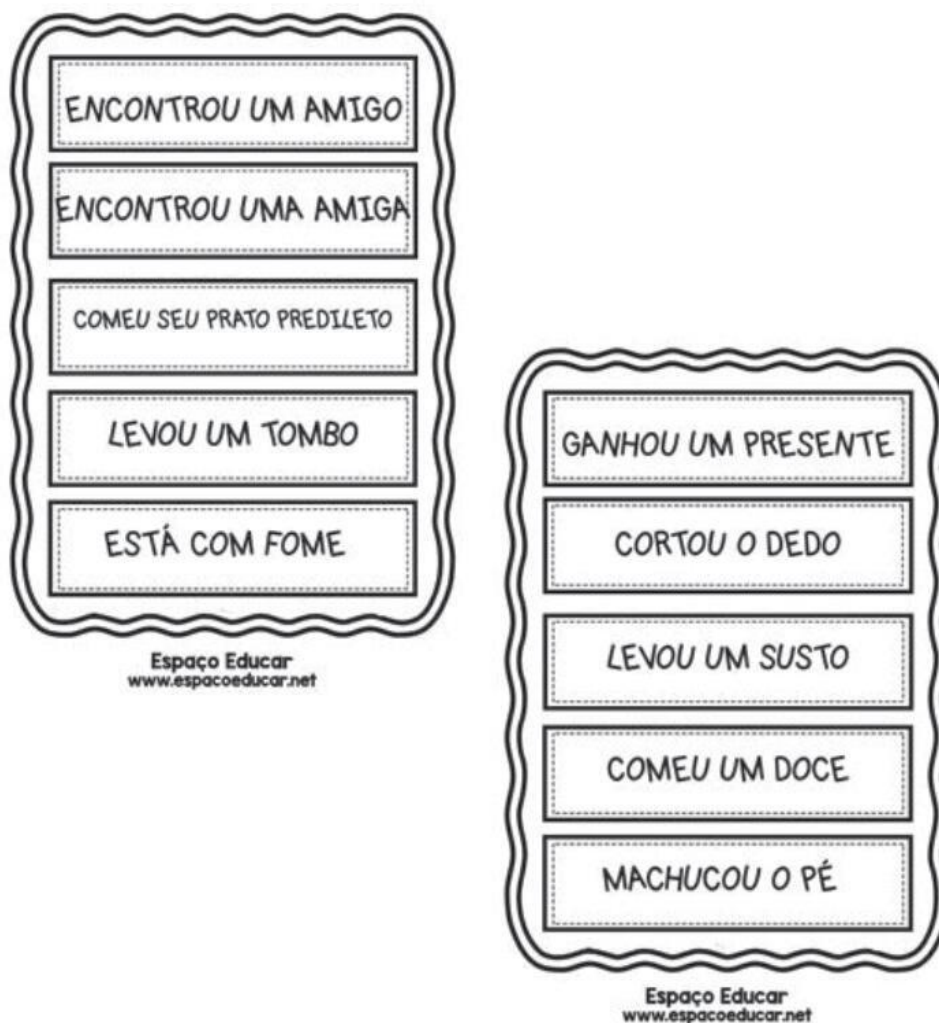 ENCONTROU UM AMIGO
ENCONTROU UMA AMIGA
COMEU SEU PRATO PREDILETO
LEVOU UM TOMBO
ESTÁ COM FOME
Espaço Educar
www.espacoeducar.net
GANHOU UM PRESENTE
CORTOU O DEDO
LEVOU UM SUSTO
COMEU UM DOCE
MACHUCOU O PÉ
Espaço Educar
www.espacoeducar.net